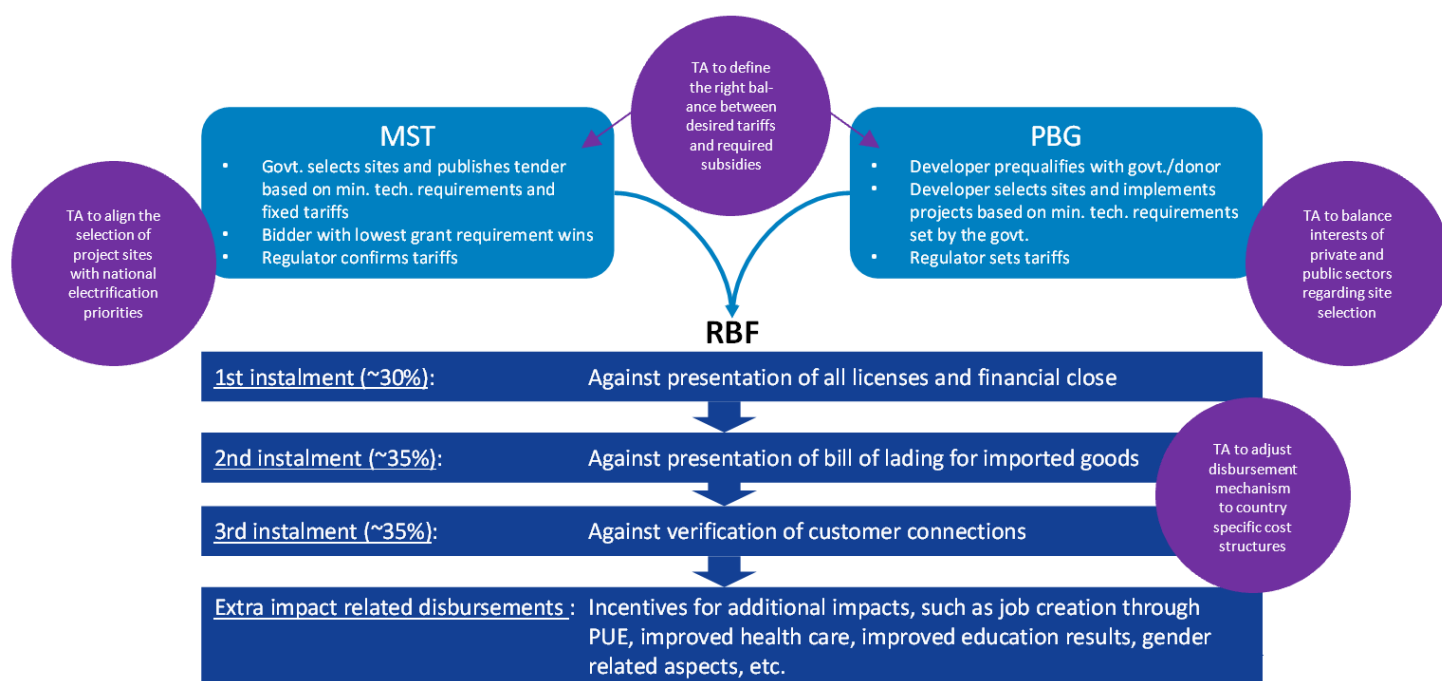 TA to define
the right bal-
ance between
desired tariffs
and required
subsidies
MST
▪ Govt. selects sites and publishes tender
based on min. tech. requirements and
fixed tariffs
▪ Bidder with lowest grant requirement wins
▪ Regulator confirms tariffs
PBG
▪ Developer prequalifies with govt./donor
▪ Developer selects sites and implements
projects based on min. tech. requirements
set by the govt.
▪ Regulator sets tariffs
TA to align the
selection of
project sites
with national
electrification
priorities
TA to balance
interests of
private and
public sectors
regarding site
selection
RBF
1st instalment (~30%): Against presentation of all licenses and financial close
2nd instalment (~35%): Against presentation of bill of lading for imported goods
3rd instalment (~35%): Against verification of customer connections
TA to adjust
disbursement
mechanism
to country
specific cost
structures
Extra impact related disbursements : Incentives for additional impacts, such as job creation through
PUE, improved health care, improved education results, gender
related aspects, etc.